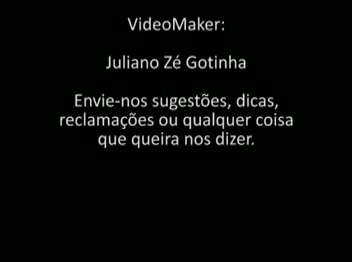 VideoMaker:
Juliano Zé Gotinha
Envie-nos sugestões, dicas,
reclamações ou qualquer coisa
que queira nos dizer.